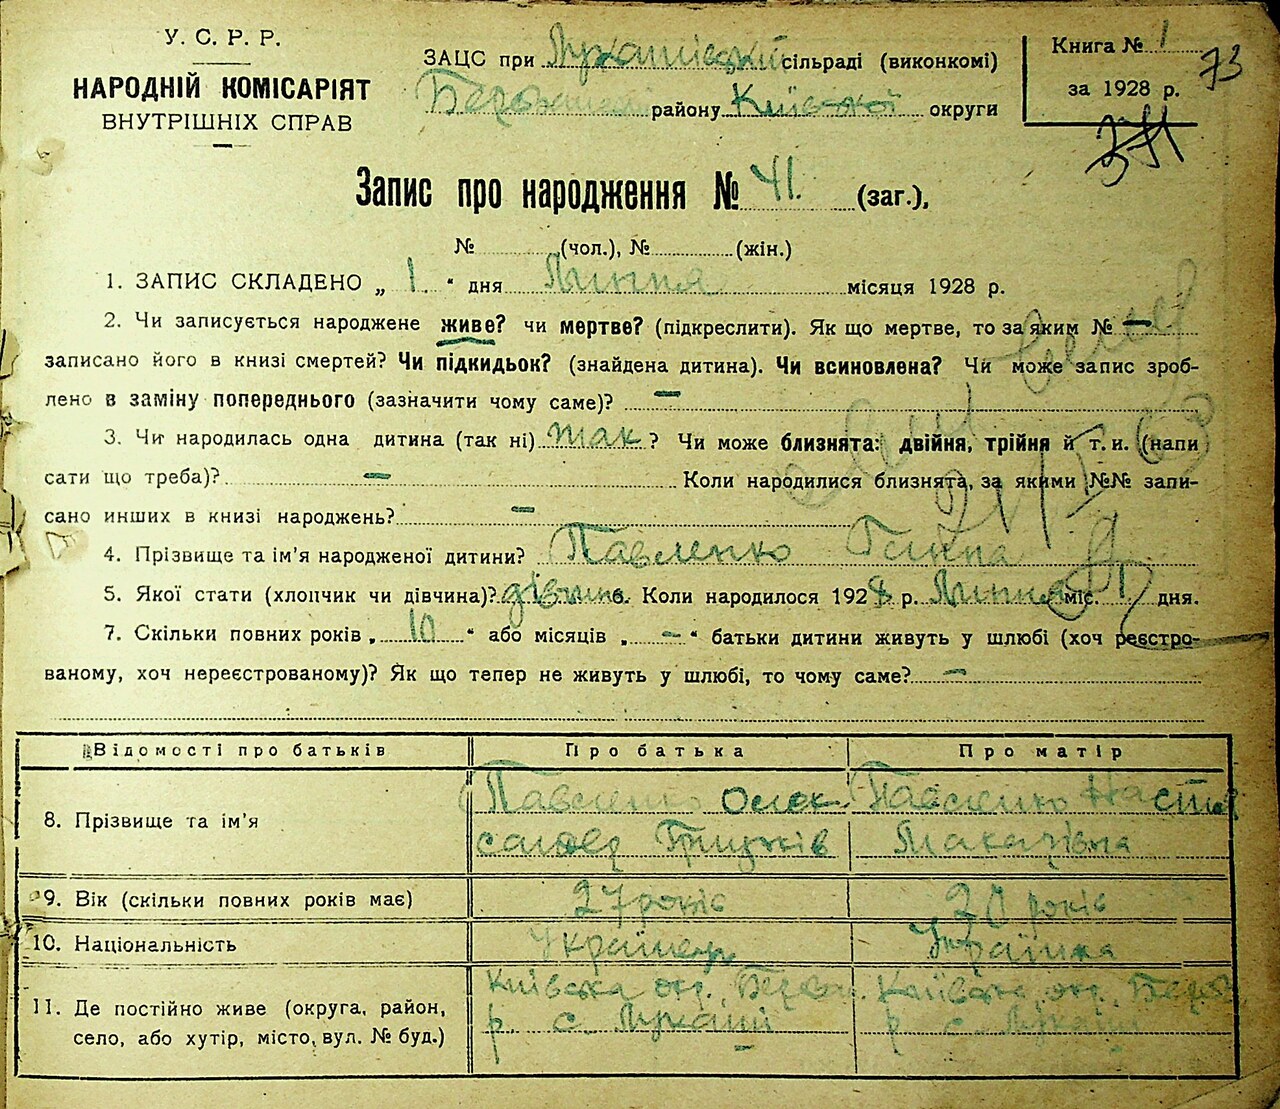 У. С. Р. Р.
НАРОДНІЙ КОМІСАРІЯТ
ВНУТРІШНІХ СПРАВ
ЗАЦС при Лукашівській сільраді (виконкомі)
району Київської округи
Книга № 1
за 1928 р.
73
Запис про народження № 41. (заг.),
№ (чол.), № (жін.)
1. ЗАПИС СКЛАДЕНО „ 1. “ дня Липня місяця 1928 р.
2. Чи записується народжене живе? чи мертве? (підкреслити). Як що мертве, то за яким № —
записано його в книзі смертей? Чи підкидьок? (знайдена дитина). Чи всиновлена? Чи може запис зроб-
лено в заміну попереднього (зазначити чому саме)? —
3. Чи народилась одна дитина (так ні) так ? Чи може близнята: двійня, трійня й т. и. (напи
сати що треба)? — Коли народилися близнята, за якими №№ запи-
сано инших в книзі народжень? —
4. Прізвище та ім'я народженої дитини? Павленко Ганна
5. Якої стати (хлопчик чи дівчина)? дівчина 6. Коли народилося 1928 р. Липня міс. 1 дня.
7. Скільки повних років „ 10 “ або місяців „ — “ батьки дитини живуть у шлюбі (хоч реєстро-
ваному, хоч нереєстрованому)? Як що тепер не живуть у шлюбі, то чому саме? —
Відомості про батьків Про батька Про матір
8. Прізвище та ім'я
Павленко Олек
Грицьків
Павленко
9. Вік (скільки повних років має) 27 років років
10. Національність Українец Українка
11. Де постійно живе (округа, район,
село, або хутір, місто, вул. № буд.)
Київська окр.
р. с. Лукаші
Київська окр.
р с. Лукаші